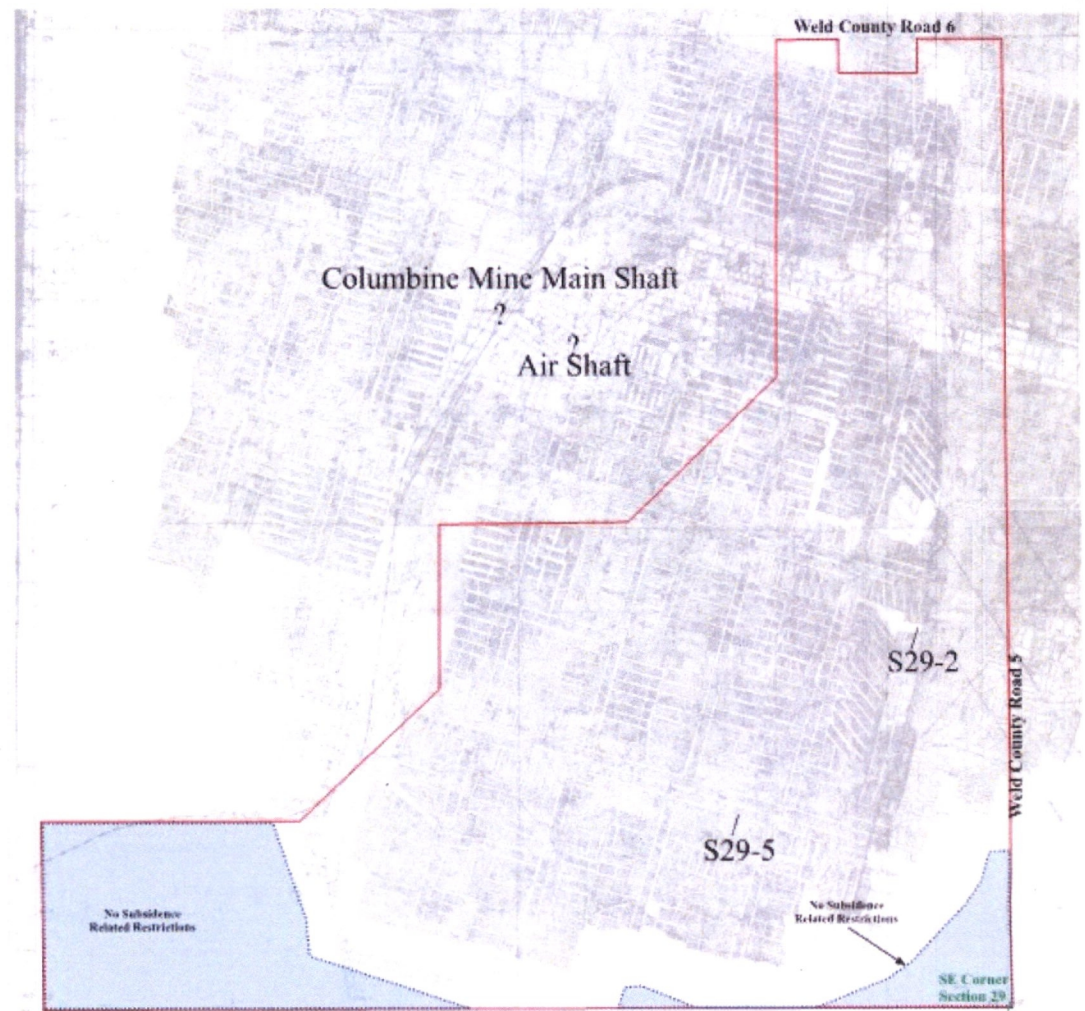 Weld County Road 6
Columbine Mine Main Shaft
?
?
Air Shaft
S29-2
Weld County Road 5
S29-5
No Subsidence
Related Restrictions
No Subsidence
Related Restrictions
SE Corner
Section 29